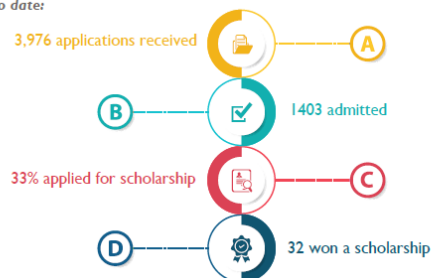 o date:
3,976 applications received
A
B
1403 admitted
33% applied for scholarship
C
D
32 won a scholarship